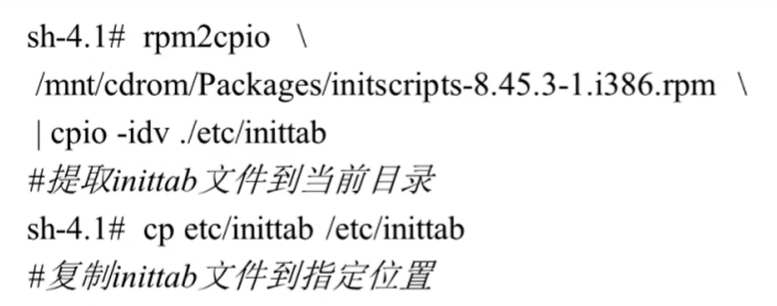 sh-4.1# rpm2cpio \
/mnt/cdrom/Packages/initscripts-8.45.3-1.i386.rpm \
| cpio -idv ./etc/inittab
#提取inittab文件到当前目录
sh-4.1# cp etc/inittab /etc/inittab
#复制inittab文件到指定位置